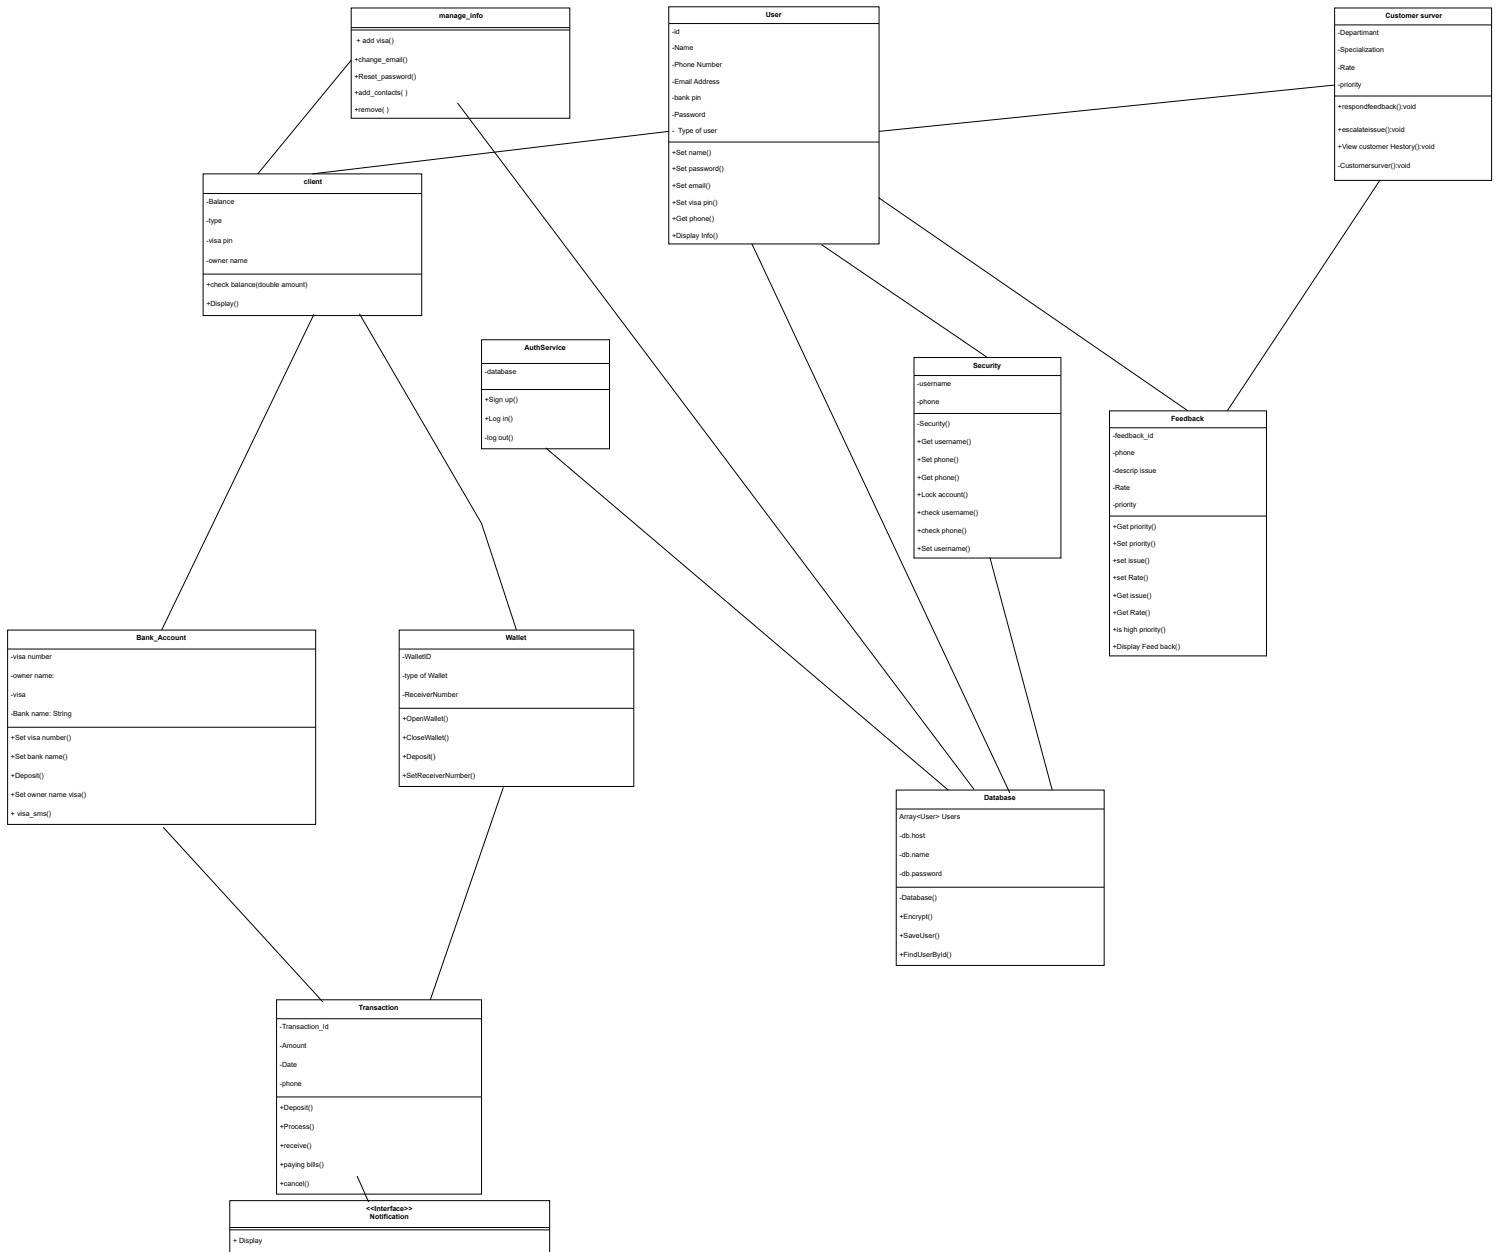 manage_info
+ add visa()
+change_email()
+Reset_password()
+add_contacts( )
+remove( )
User
-id
-Name
-Phone Number
-Email Address
-bank pin
-Password
- Type of user
+Set name()
+Set password()
+Set email()
+Set visa pin()
+Get phone()
+Display Info()
Customer surver
-Departimant
-Specialization
-Rate
-priority
+respondfeedback():void
+escalateissue():void
+View customer Hestory():void
-Customersurver():void
client
-Balance
-type
-visa pin
-owner name
+check balance(double amount)
+Display()
AuthService
-database
+Sign up()
+Log in()
-log out()
Security
-username
-phone
-Security()
+Get username()
+Set phone()
+Get phone()
+Lock account()
+check username()
+check phone()
+Set username()
Feedback
-feedback_id
-phone
-descrip issue
-Rate
-priority
+Get priority()
+Set priority()
+set issue()
+set Rate()
+Get issue()
+Get Rate()
+is high priority()
+Display Feed back()
Bank_Account
-visa number
-owner name:
-visa
-Bank name: String
+Set visa number()
+Set bank name()
+Deposit()
+Set owner name visa()
+ visa_sms()
Wallet
-WalletID
-type of Wallet
-ReceiverNumber
+OpenWallet()
+CloseWallet()
+Deposit()
+SetReceiverNumber()
Database
Array<User> Users
-db.host
-db.name
-db.password
-Database()
+Encrypt()
+SaveUser()
+FindUserById()
Transaction
-Transaction_Id
-Amount
-Date
-phone
+Deposit()
+Process()
+receive()
+paying bills()
+cancel()
<<Interface>>
Notification
+ Display